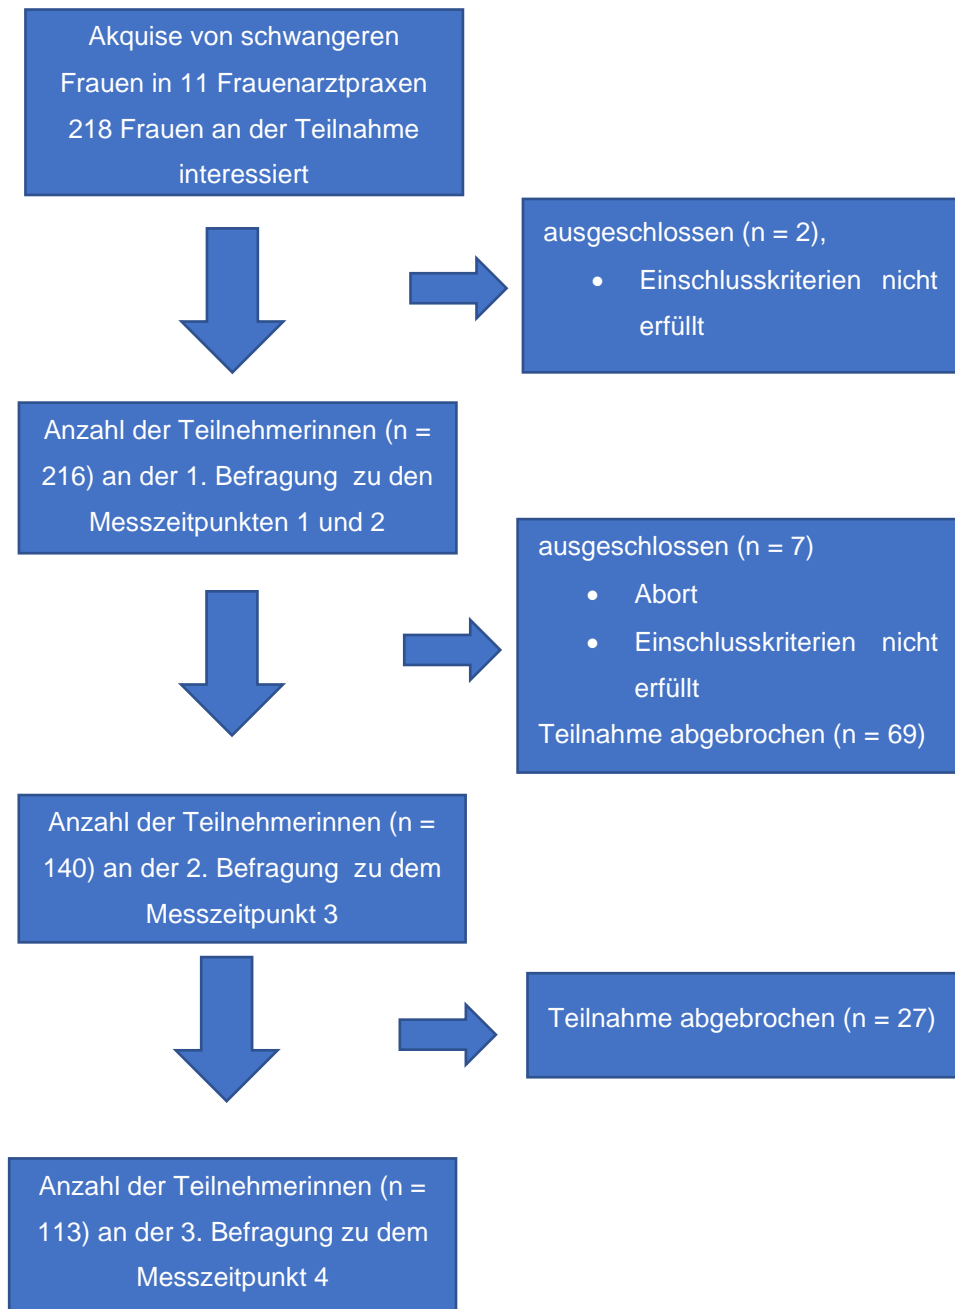 Akquise von schwangeren
Frauen in 11 Frauenarztpraxen
218 Frauen an der Teilnahme
interessiert
ausgeschlossen (n = 2),
• Einschlusskriterien nicht
erfüllt
Anzahl der Teilnehmerinnen (n =
216) an der 1. Befragung zu den
Messzeitpunkten 1 und 2
ausgeschlossen (n = 7)
• Abort
• Einschlusskriterien nicht
erfüllt
Teilnahme abgebrochen (n = 69)
Anzahl der Teilnehmerinnen (n =
140) an der 2. Befragung zu dem
Messzeitpunkt 3
Teilnahme abgebrochen (n = 27)
Anzahl der Teilnehmerinnen (n =
113) an der 3. Befragung zu dem
Messzeitpunkt 4